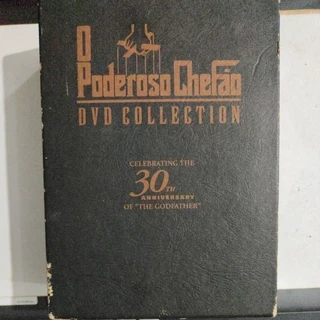 O
Poderoso Chefão
DVD COLLECTION
CELEBRATING THE
30TH
ANNIVERSARY
OF "THE GODFATHER"